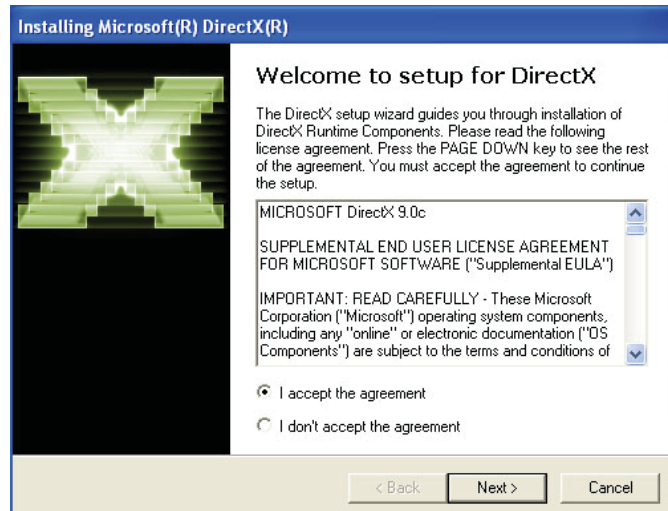 Installing Microsoft(R) DirectX(R)
Welcome to setup for DirectX
The DirectX setup wizard guides you through installation of
DirectX Runtime Components. Please read the following
license agreement. Press the PAGE DOWN key to see the rest
of the agreement. You must accept the agreement to continue
the setup.
MICROSOFT DirectX 9.0c
SUPPLEMENTAL END USER LICENSE AGREEMENT
FOR MICROSOFT SOFTWARE ("Supplemental EULA")
IMPORTANT: READ CAREFULLY - These Microsoft
Corporation ("Microsoft") operating system components,
including any "online" or electronic documentation ("OS
Components") are subject to the terms and conditions of
I accept the agreement
I don't accept the agreement
< Back Next > Cancel